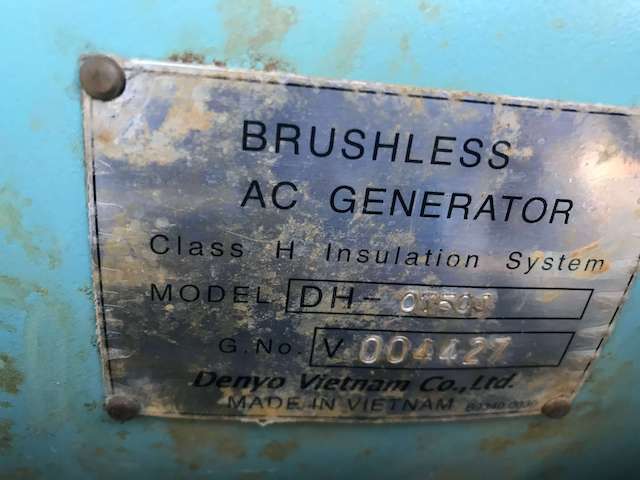 BRUSHLESS
AC GENERATOR
Class H Insulation System
MODEL DH-
G.No. V 004427
Denyo Vietnam Co.,Ltd.
MADE IN VIETNAM